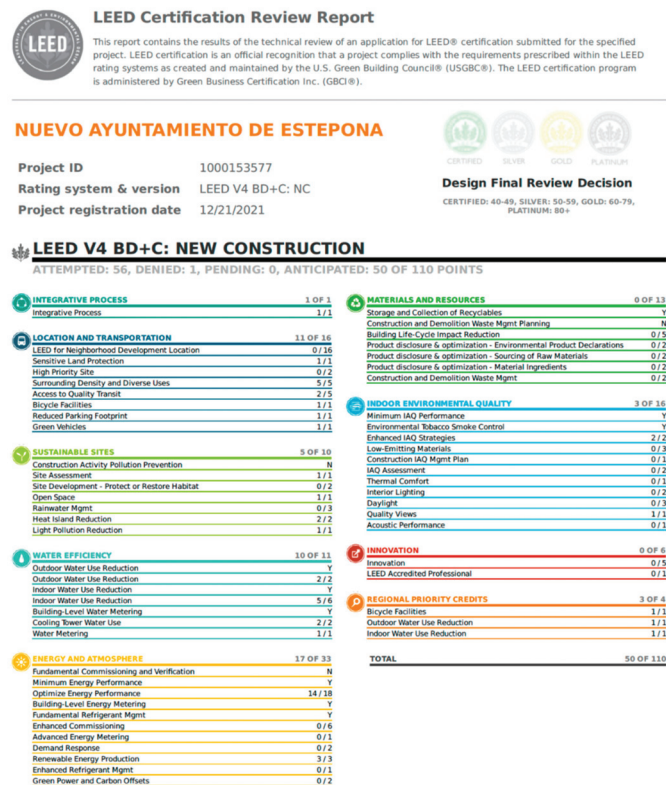 LEED
LEED Certification Review Report
This report contains the results of the technical review of an application for LEED® certification submitted for the specified
project. LEED certification is an official recognition that a project complies with the requirements prescribed within the LEED
rating systems as created and maintained by the U.S. Green Building Council® (USGBC®). The LEED certification program
is administered by Green Business Certification Inc. (GBCI®).
NUEVO AYUNTAMIENTO DE ESTEPONA
CERTIFIED SILVER GOLD PLATINUM
Project ID 1000153577
Rating system & version LEED V4 BD+C: NC
Project registration date 12/21/2021
Design Final Review Decision
CERTIFIED: 40-49, SILVER: 50-59, GOLD: 60-79,
PLATINUM: 80+
LEED V4 BD+C: NEW CONSTRUCTION
ATTEMPTED: 56, DENIED: 1, PENDING: 0, ANTICIPATED: 50 OF 110 POINTS
INTEGRATIVE PROCESS 1 OF 1
Integrative Process 1 / 1
LOCATION AND TRANSPORTATION 11 OF 16
LEED for Neighborhood Development Location 0 / 16
Sensitive Land Protection 1 / 1
High Priority Site 0 / 2
Surrounding Density and Diverse Uses 5 / 5
Access to Quality Transit 2 / 5
Bicycle Facilities 1 / 1
Reduced Parking Footprint 1 / 1
Green Vehicles 1 / 1
SUSTAINABLE SITES 5 OF 10
Construction Activity Pollution Prevention N
Site Assessment 1 / 1
Site Development - Protect or Restore Habitat 0 / 2
Open Space 1 / 1
Rainwater Mgmt 0 / 3
Heat Island Reduction 2 / 2
Light Pollution Reduction 1 / 1
WATER EFFICIENCY 10 OF 11
Outdoor Water Use Reduction Y
Outdoor Water Use Reduction 2 / 2
Indoor Water Use Reduction Y
Indoor Water Use Reduction 5 / 6
Building-Level Water Metering Y
Cooling Tower Water Use 2 / 2
Water Metering 1 / 1
ENERGY AND ATMOSPHERE 17 OF 33
Fundamental Commissioning and Verification N
Minimum Energy Performance Y
Optimize Energy Performance 14 / 18
Building-Level Energy Metering Y
Fundamental Refrigerant Mgmt Y
Enhanced Commissioning 0 / 6
Advanced Energy Metering 0 / 1
Demand Response 0 / 2
Renewable Energy Production 3 / 3
Enhanced Refrigerant Mgmt 0 / 1
Green Power and Carbon Offsets 0 / 2
MATERIALS AND RESOURCES 0 OF 13
Storage and Collection of Recyclables Y
Construction and Demolition Waste Mgmt Planning N
Building Life-Cycle Impact Reduction 0 / 5
Product disclosure & optimization - Environmental Product Declarations 0 / 2
Product disclosure & optimization - Sourcing of Raw Materials 0 / 2
Product disclosure & optimization - Material Ingredients 0 / 2
Construction and Demolition Waste Mgmt 0 / 2
INDOOR ENVIRONMENTAL QUALITY 3 OF 16
Minimum IAQ Performance Y
Environmental Tobacco Smoke Control Y
Enhanced IAQ Strategies 2 / 2
Low-Emitting Materials 0 / 3
Construction IAQ Mgmt Plan 0 / 1
IAQ Assessment 0 / 2
Thermal Comfort 0 / 1
Interior Lighting 0 / 2
Daylight 0 / 3
Quality Views 1 / 1
Acoustic Performance 0 / 1
INNOVATION 0 OF 6
Innovation 0 / 5
LEED Accredited Professional 0 / 1
REGIONAL PRIORITY CREDITS 3 OF 4
Bicycle Facilities 1 / 1
Outdoor Water Use Reduction 1 / 1
Indoor Water Use Reduction 1 / 1
TOTAL 50 OF 110